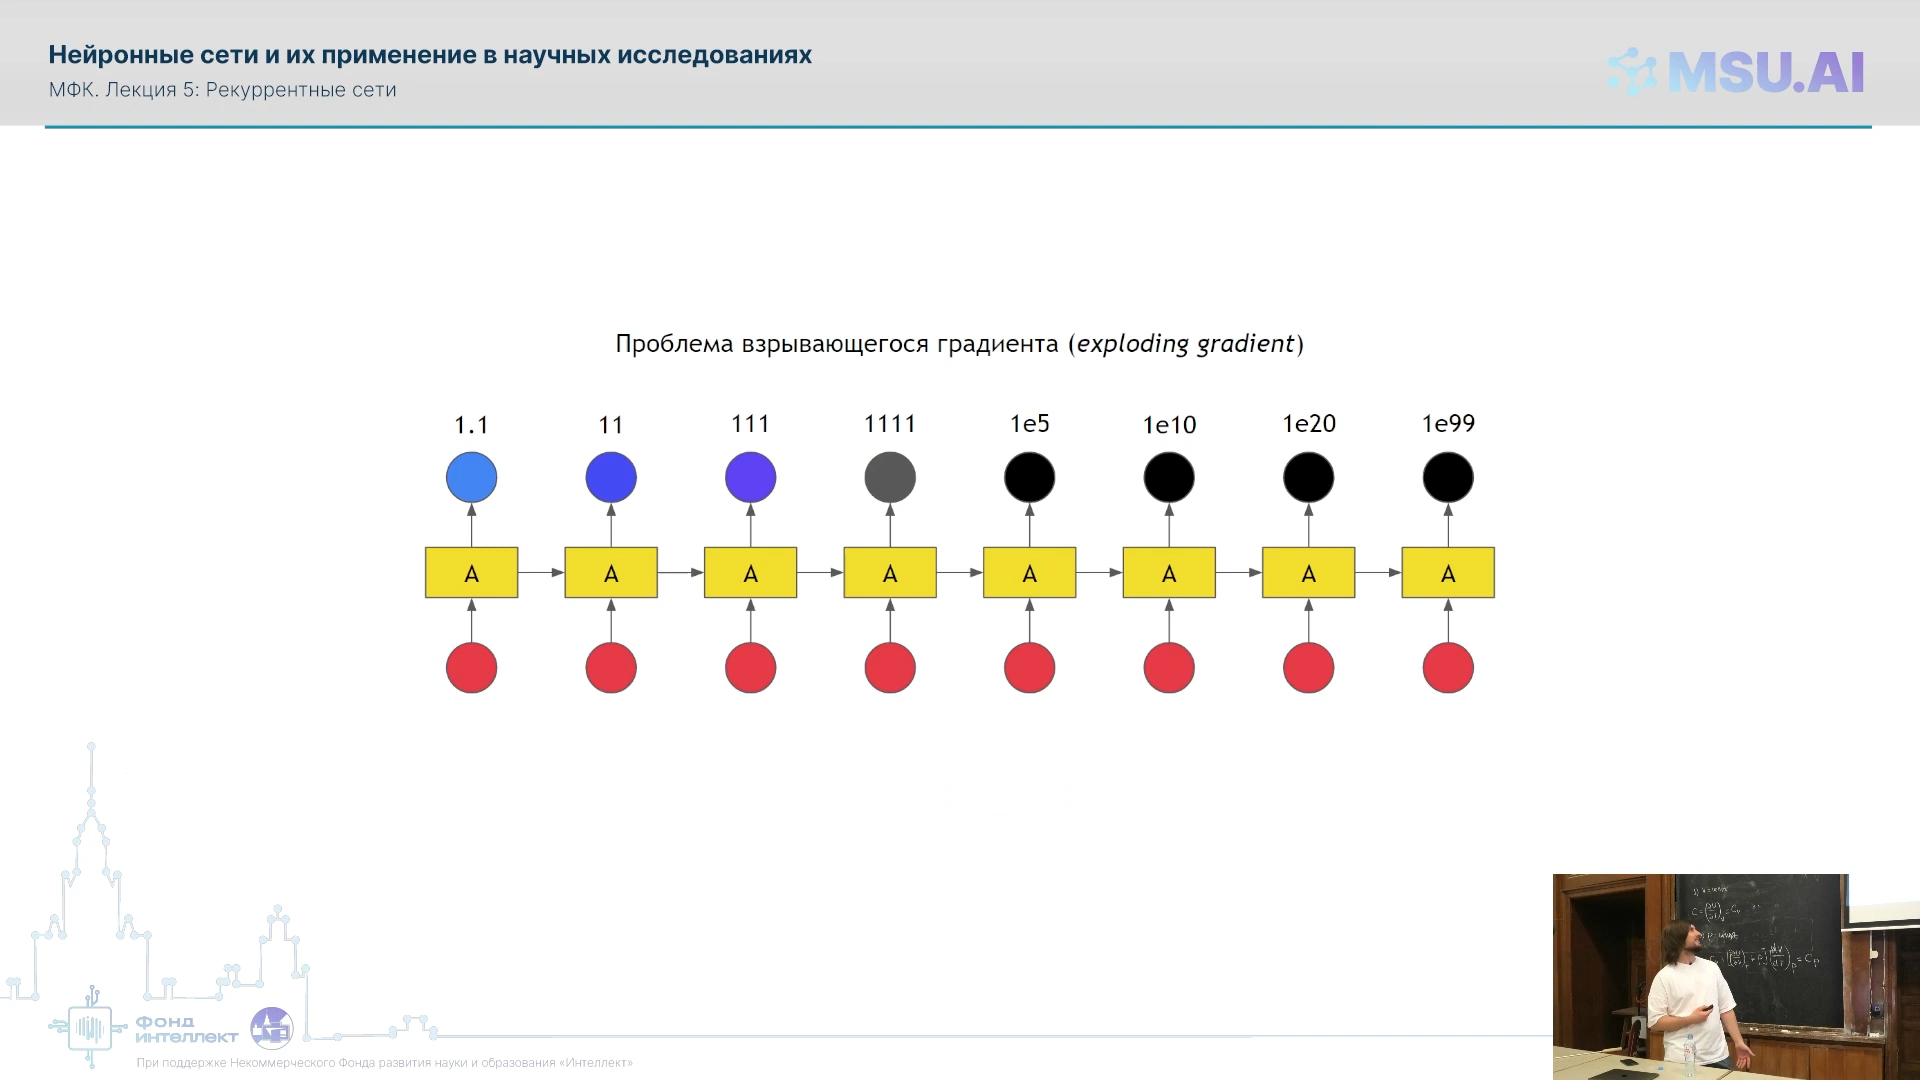 Нейронные сети и их применение в научных исследованиях
МФК. Лекция 5: Рекуррентные сети
MSU.AI
Проблема взрывающегося градиента (exploding gradient)
1.1 11 111 1111 1e5 1e10 1e20 1e99
A A A A A A A A
ФОНД
ИНТЕЛЛЕКТ
При поддержке Некоммерческого Фонда развития науки и образования «Интеллект»